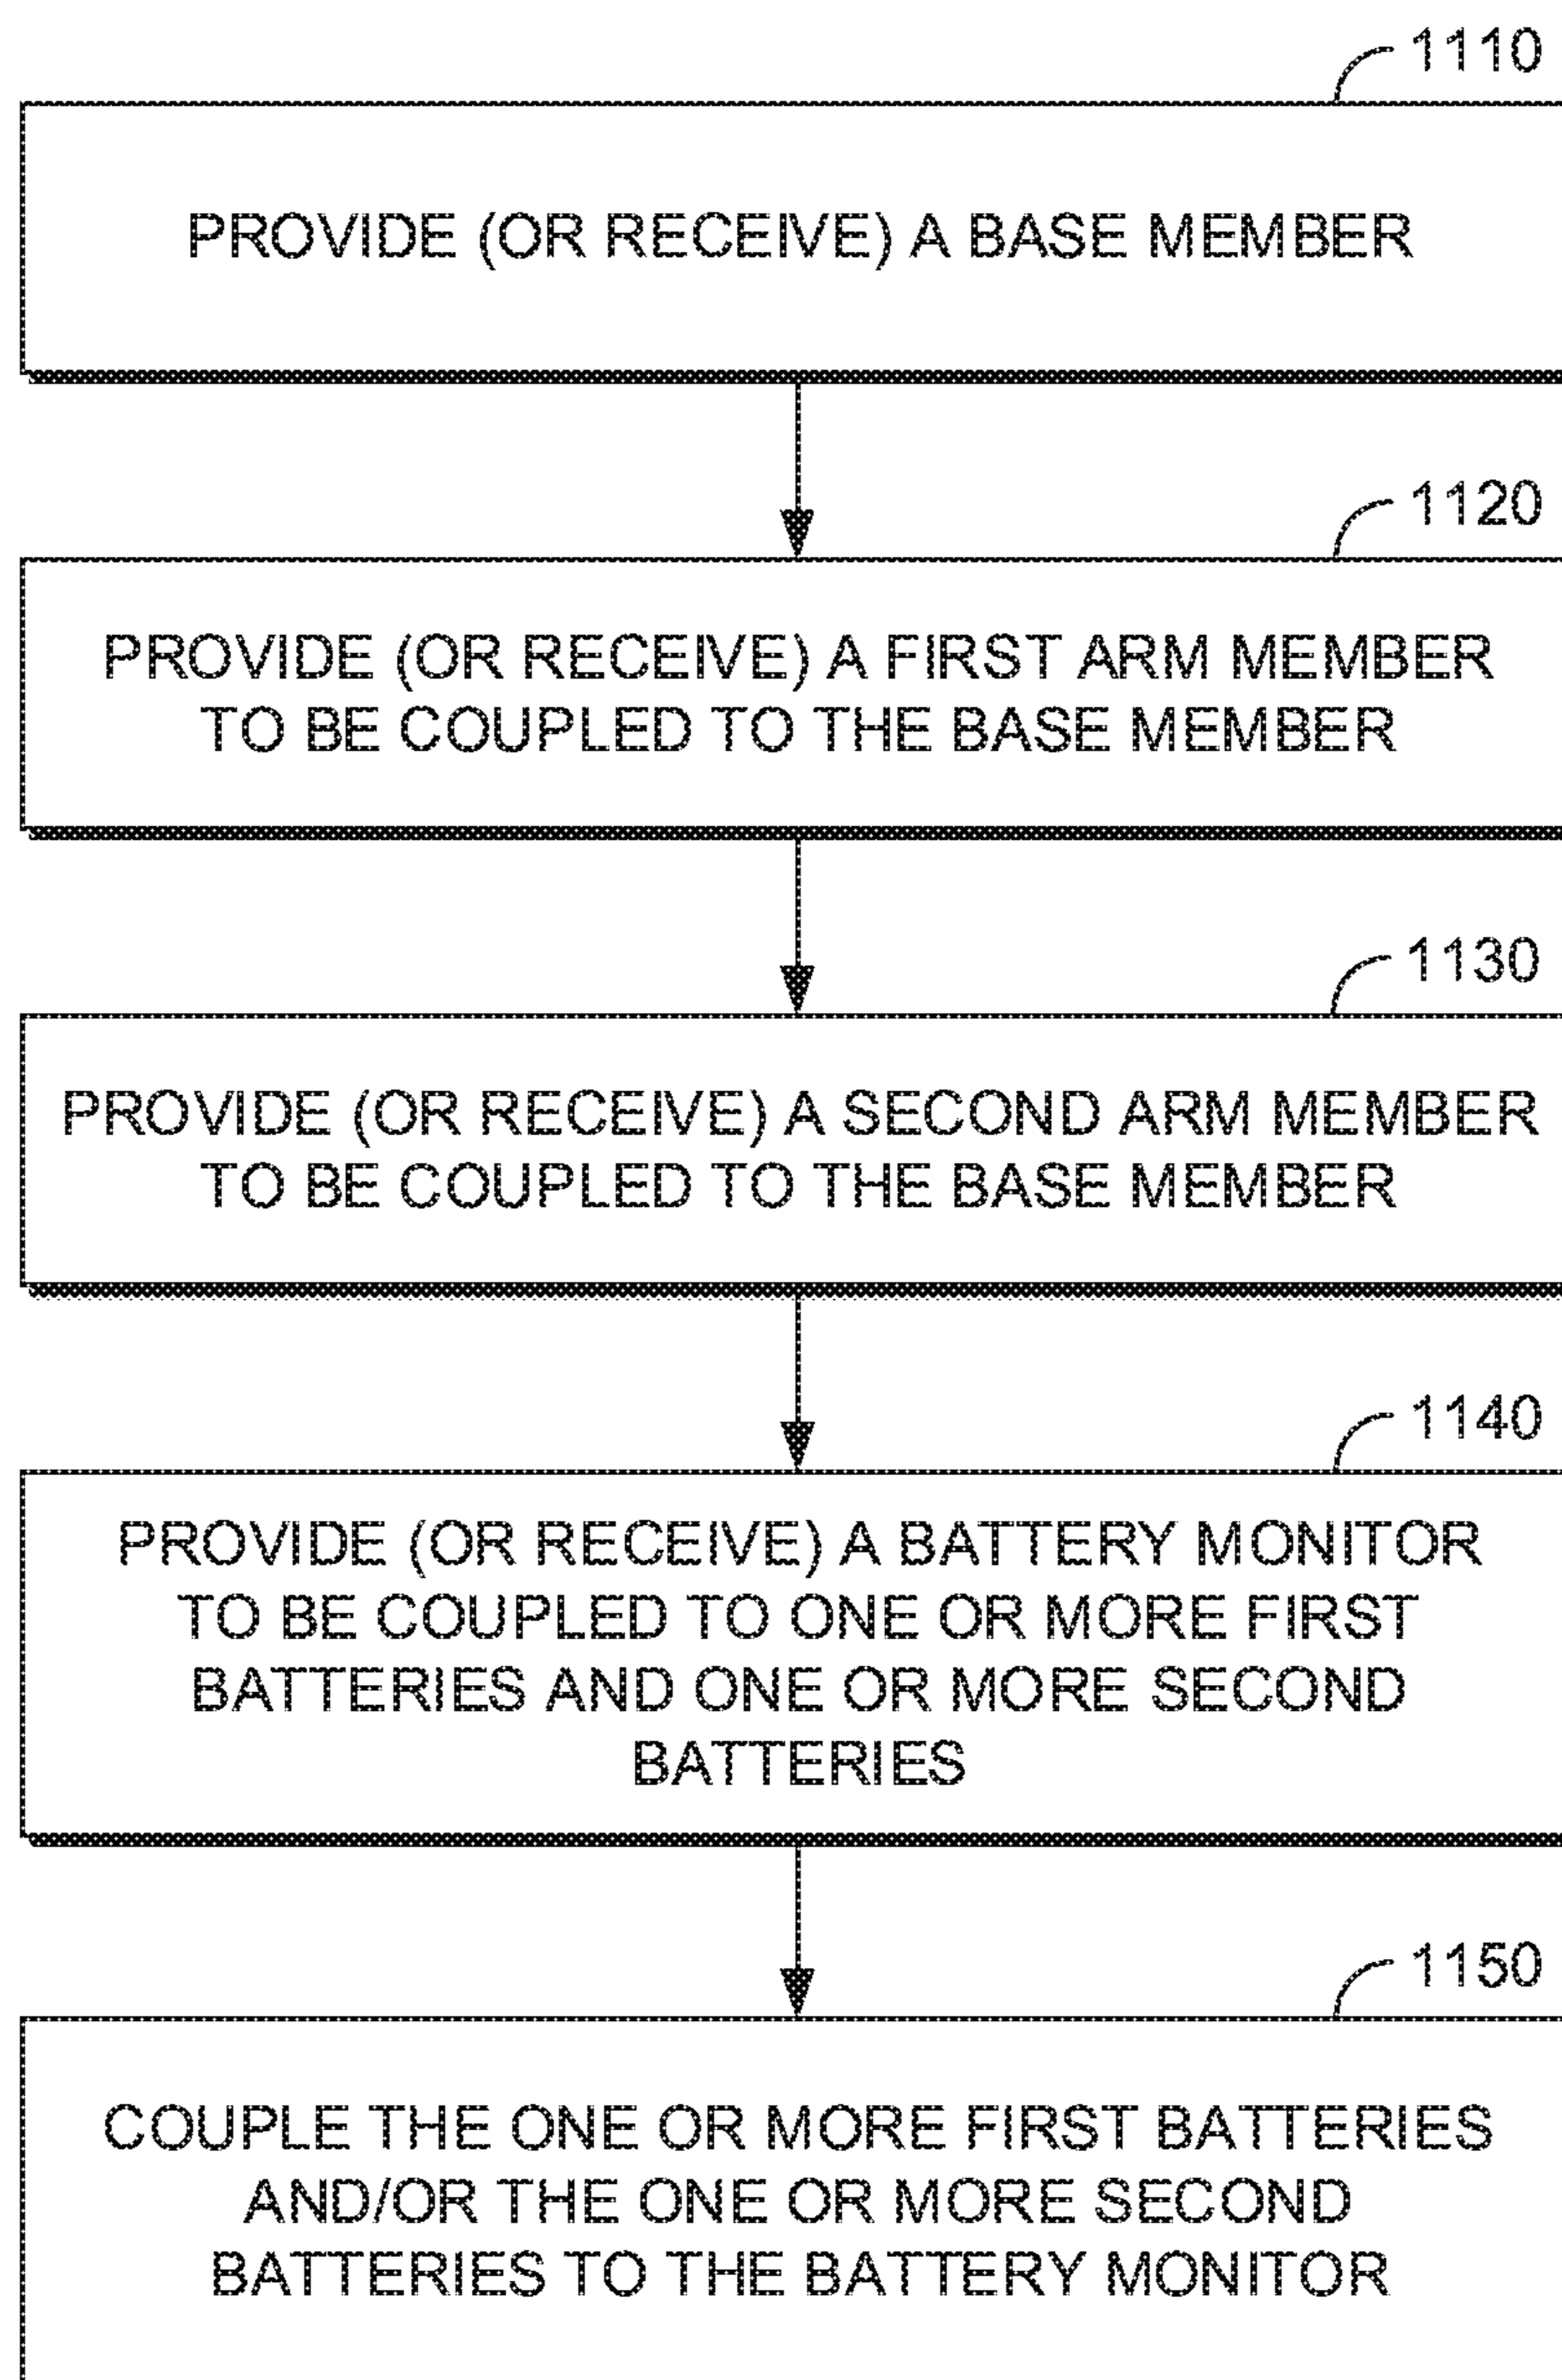 1110
PROVIDE (OR RECEIVE) A BASE MEMBER
1120
PROVIDE (OR RECEIVE) A FIRST ARM MEMBER
TO BE COUPLED TO THE BASE MEMBER
1130
PROVIDE (OR RECEIVE) A SECOND ARM MEMBER
TO BE COUPLED TO THE BASE MEMBER
1140
PROVIDE (OR RECEIVE) A BATTERY MONITOR
TO BE COUPLED TO ONE OR MORE FIRST
BATTERIES AND ONE OR MORE SECOND
BATTERIES
1150
COUPLE THE ONE OR MORE FIRST BATTERIES
AND/OR THE ONE OR MORE SECOND
BATTERIES TO THE BATTERY MONITOR